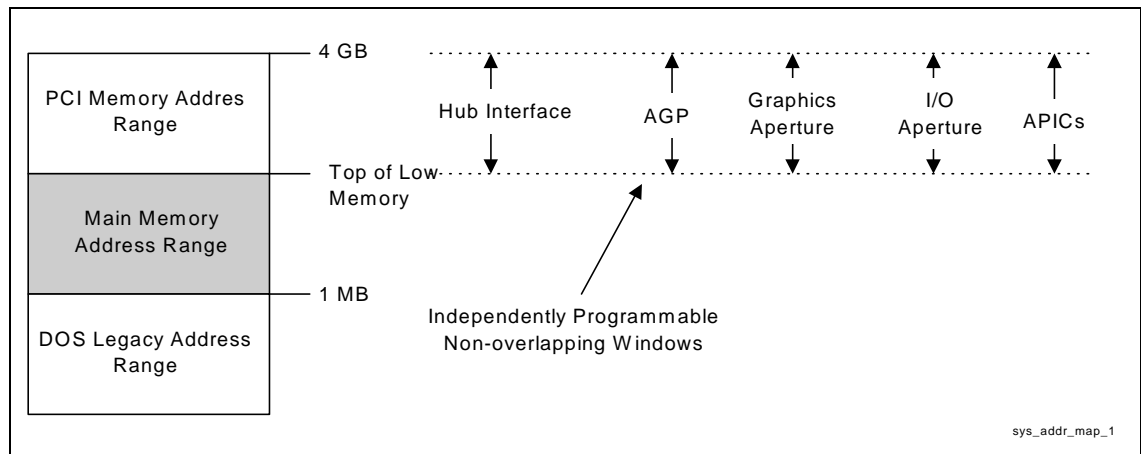 4 GB
PCI Memory Addres
Range
Hub Interface
AGP
Graphics
Aperture
I/O
Aperture
APICs
Top of Low
Memory
Main Memory
Address Range
1 MB
Independently Programmable
Non-overlapping Windows
DOS Legacy Address
Range
sys_addr_map_1